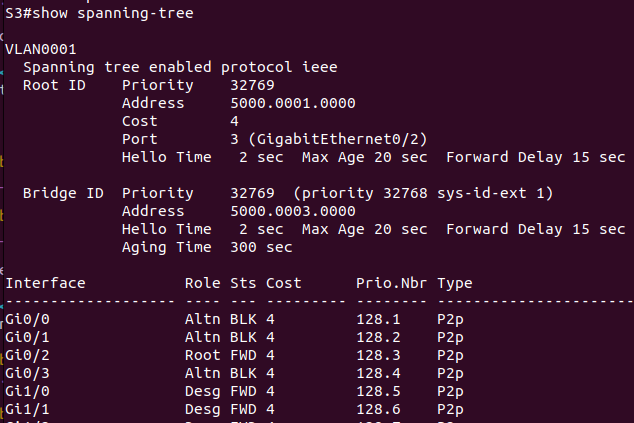 S3#show spanning-tree
VLAN0001
  Spanning tree enabled protocol ieee
  Root ID    Priority    32769
             Address     5000.0001.0000
             Cost        4
             Port        3 (GigabitEthernet0/2)
             Hello Time   2 sec  Max Age 20 sec  Forward Delay 15 sec
  Bridge ID  Priority    32769  (priority 32768 sys-id-ext 1)
             Address     5000.0003.0000
             Hello Time   2 sec  Max Age 20 sec  Forward Delay 15 sec
             Aging Time  300 sec
Interface           Role Sts Cost      Prio.Nbr Type
------------------- ---- --- --------- -------- ------------------------
Gi0/0               Altn BLK 4         128.1    P2p
Gi0/1               Altn BLK 4         128.2    P2p
Gi0/2               Root FWD 4         128.3    P2p
Gi0/3               Altn BLK 4         128.4    P2p
Gi1/0               Desg FWD 4         128.5    P2p
Gi1/1               Desg FWD 4         128.6    P2p